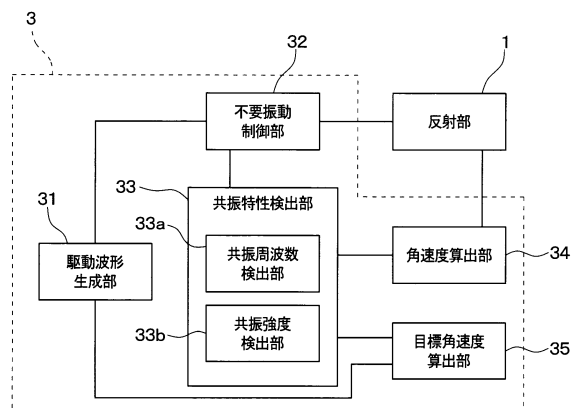 3
32
1
不要振動
制御部
反射部
33
共振特性検出部
31
33a
駆動波形
生成部
共振周波数
検出部
角速度算出部
34
33b
共振強度
検出部
目標角速度
算出部
35